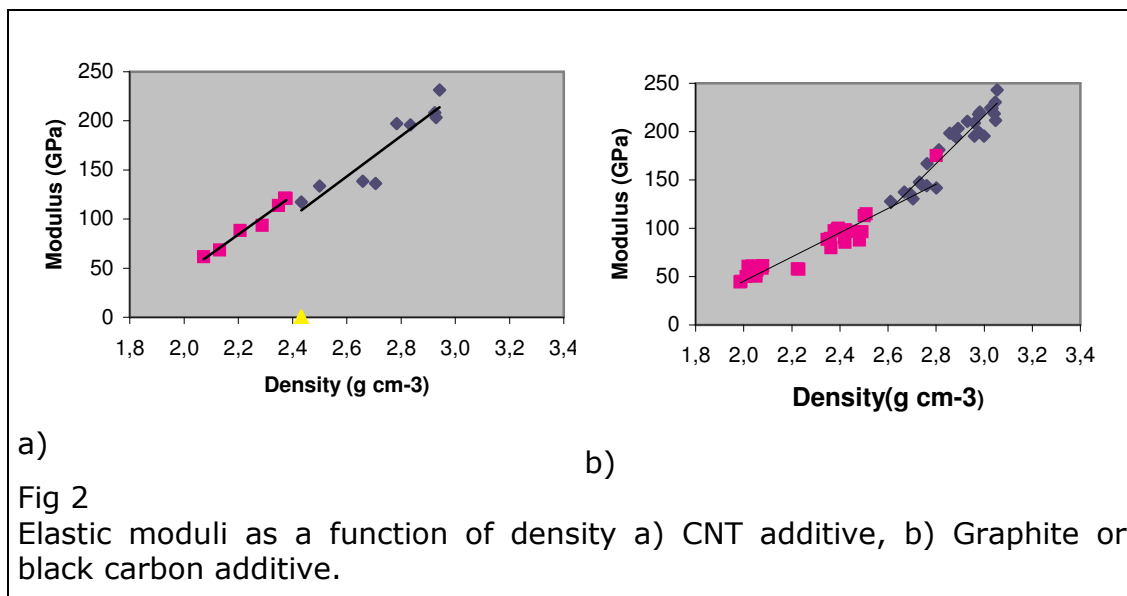 250
200
150
100
50
0
Modulus (GPa)
1,8 2,0 2,2 2,4 2,6 2,8 3,0 3,2 3,4
Density (g cm-3)
a)
250
200
150
100
50
0
Modulus (GPa)
1,8 2,0 2,2 2,4 2,6 2,8 3,0 3,2 3,4
Density(g cm-3)
b)
Fig 2
Elastic moduli as a function of density a) CNT additive, b) Graphite or
black carbon additive.